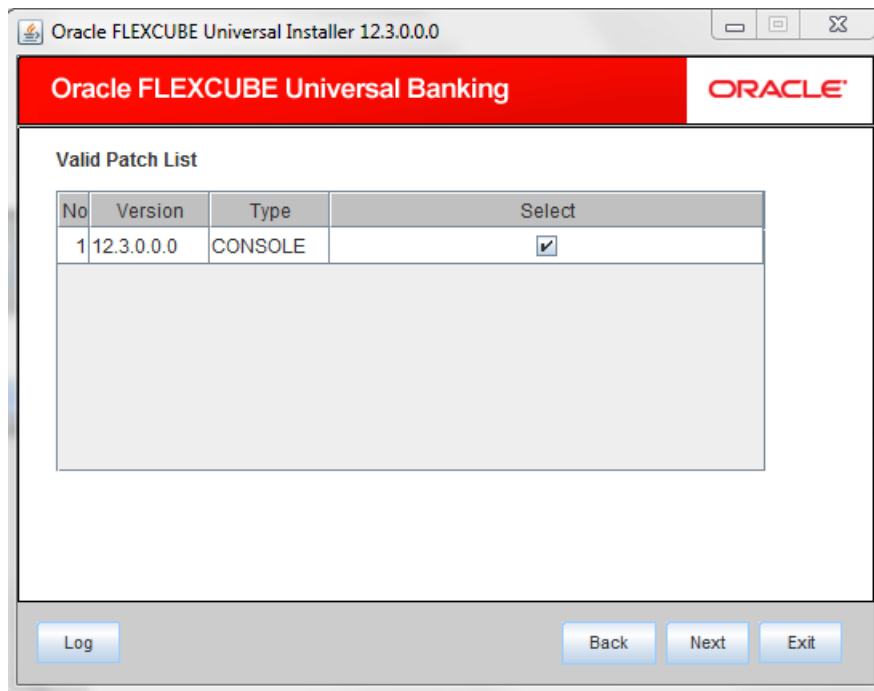 Oracle FLEXCUBE Universal Installer 12.3.0.0.0
Oracle FLEXCUBE Universal Banking
ORACLE®
Valid Patch List
No Version Type Select
1 12.3.0.0.0 CONSOLE
Log Back Next Exit